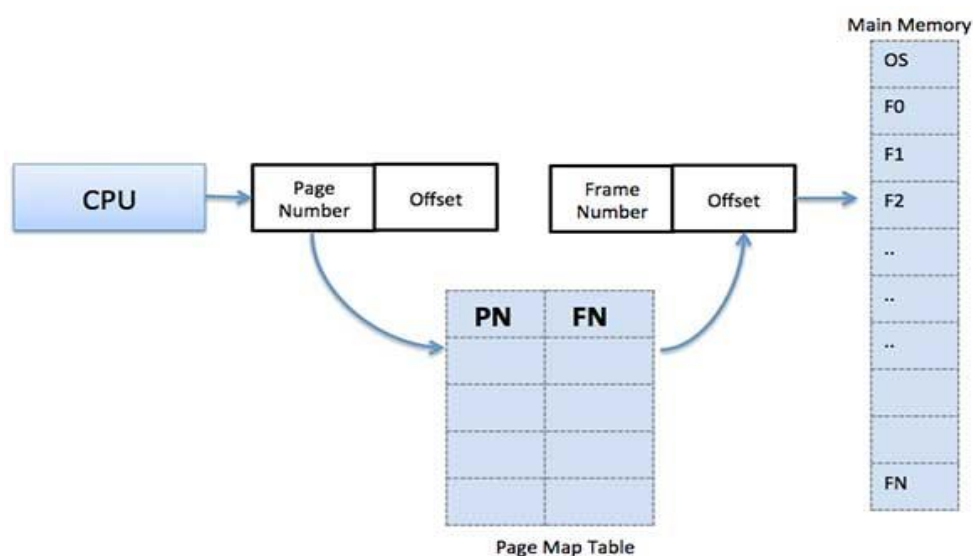 Main Memory
OS
F0
F1
F2
..
..
..
FN
CPU
Page
Number
Offset
Frame
Number
Offset
PN
FN
Page Map Table